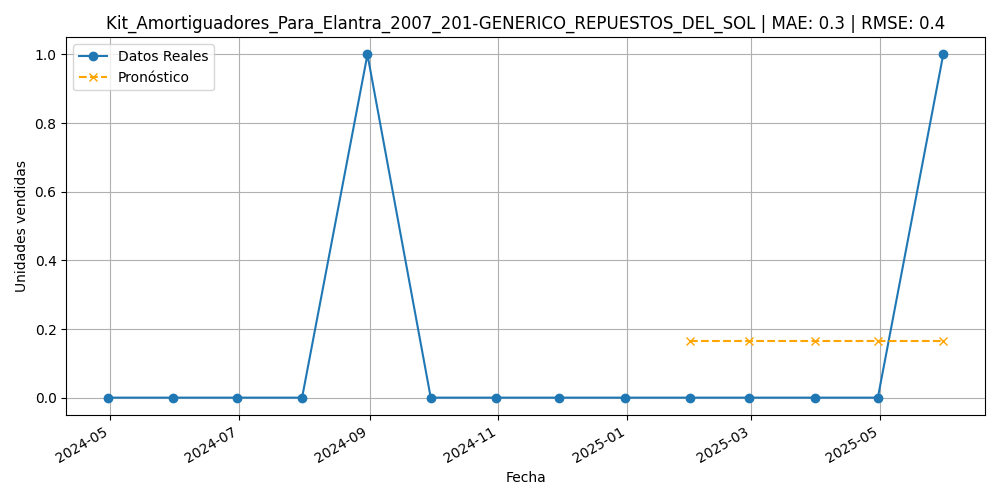 Kit_Amortiguadores_Para_Elantra_2007_201-GENERICO_REPUESTOS_DEL_SOL | MAE: 0.3 | RMSE: 0.4
Datos Reales
Pronóstico
Unidades vendidas
1.0
0.8
0.6
0.4
0.2
0.0
2024-05
2024-07
2024-09
2024-11
2025-01
2025-03
2025-05
Fecha